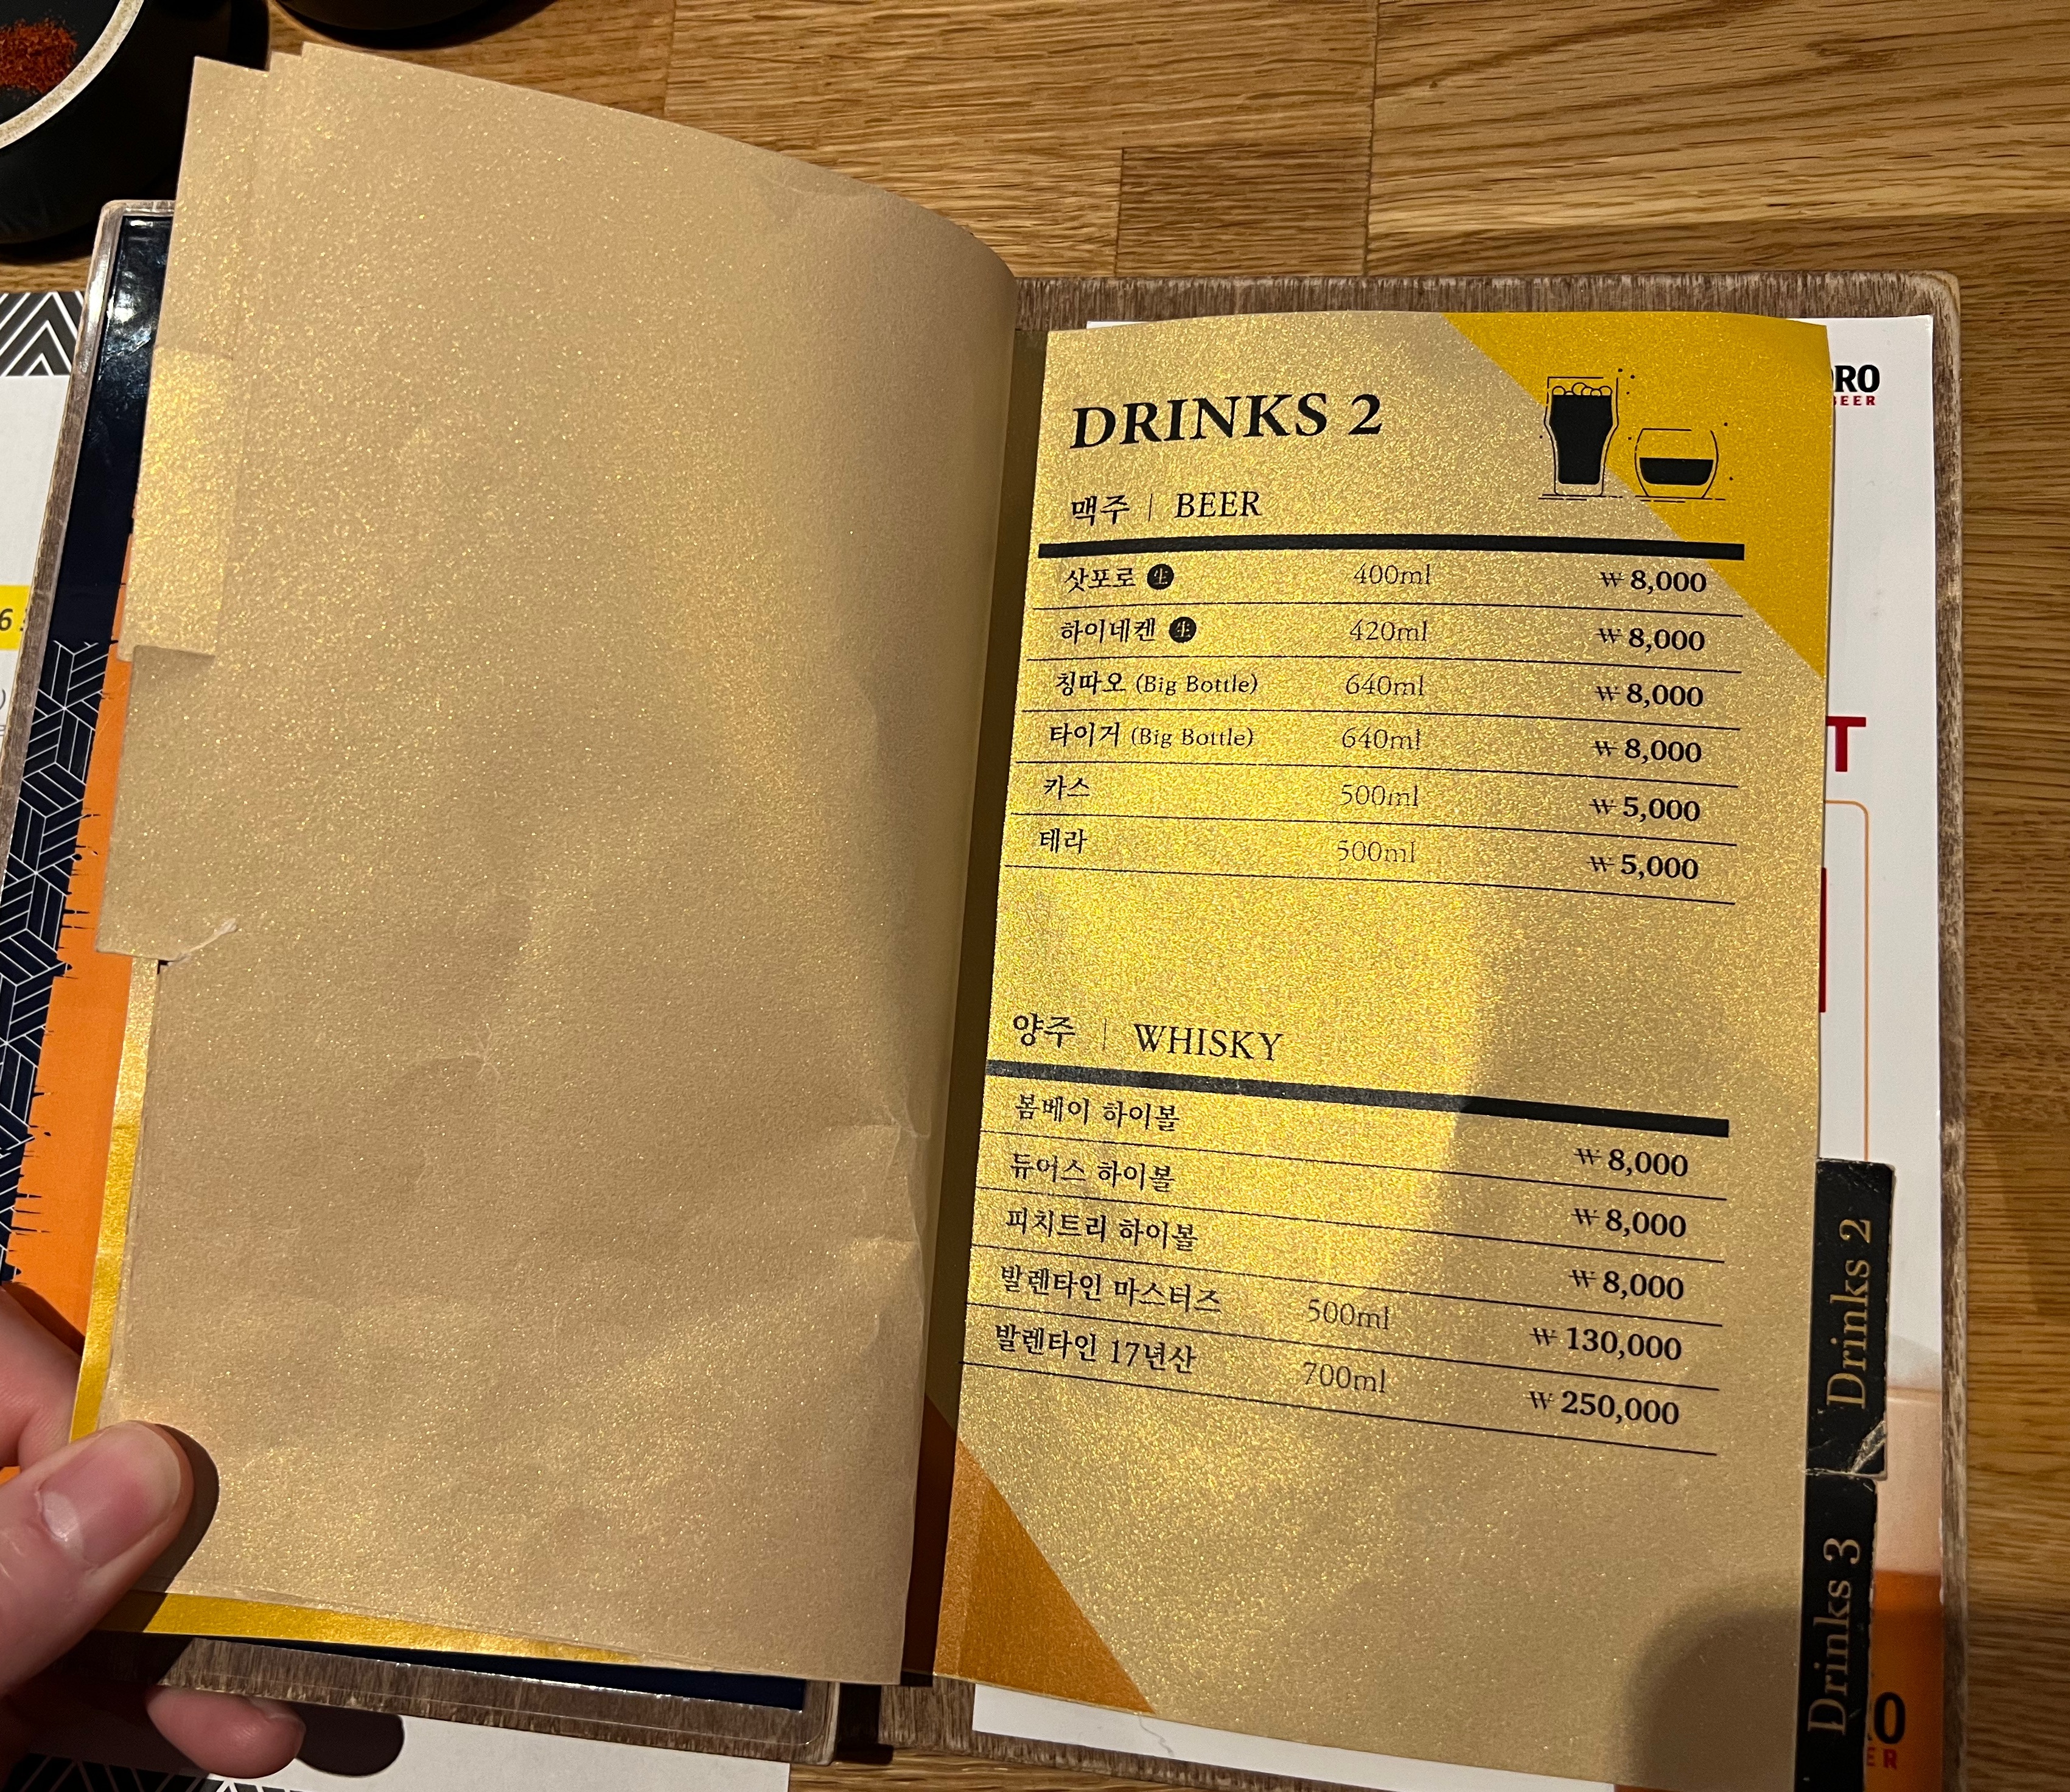 DRO
BEER
DRINKS 2
맥주 | BEER
삿포로 生 400ml ₩ 8,000
하이네켄 生 420ml ₩ 8,000
칭따오 (Big Bottle) 640ml ₩ 8,000
타이거 (Big Bottle) 640ml ₩ 8,000
카스 500ml ₩ 5,000
테라 500ml ₩ 5,000
양주 | WHISKY
봄베이 하이볼 ₩ 8,000
듀어스 하이볼 ₩ 8,000
피치트리 하이볼 ₩ 8,000
발렌타인 마스터즈 500ml ₩ 130,000
발렌타인 17년산 700ml ₩ 250,000
Drinks 2
Drinks 3
6
T